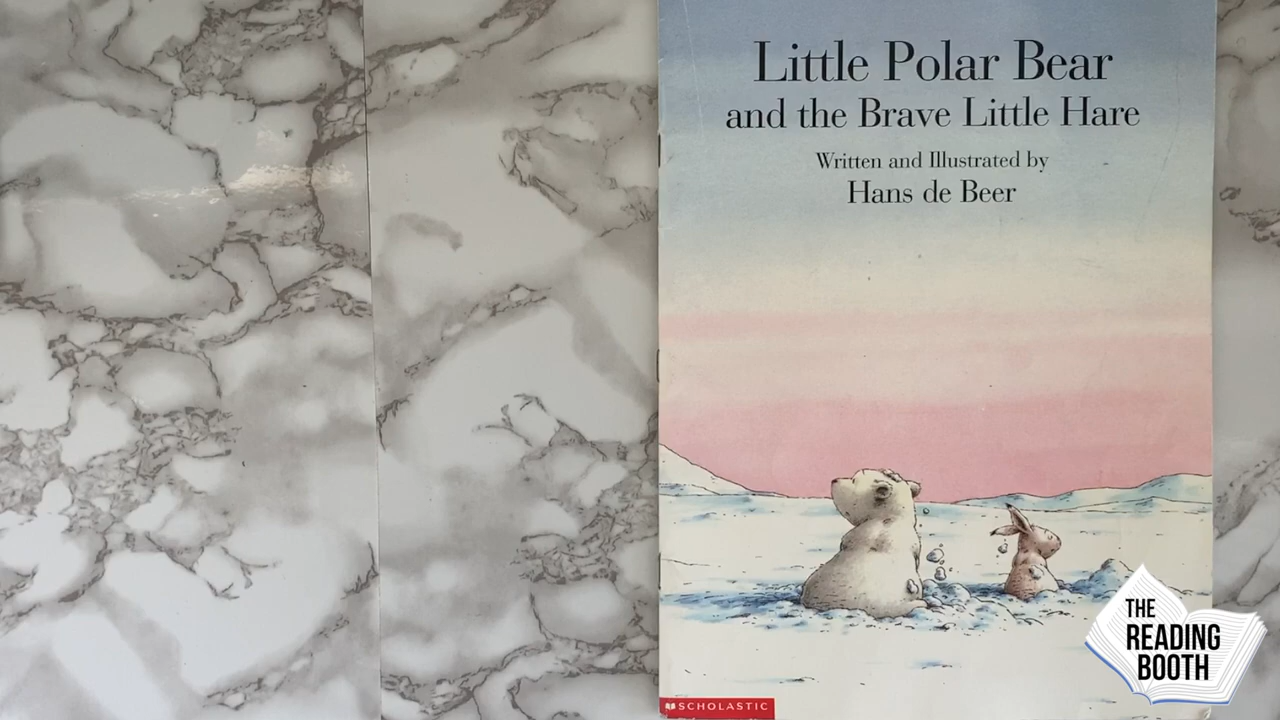 Little Polar Bear
and the Brave Little Hare
Written and Illustrated by
Hans de Beer
SCHOLASTIC
THE
READING
BOOTH